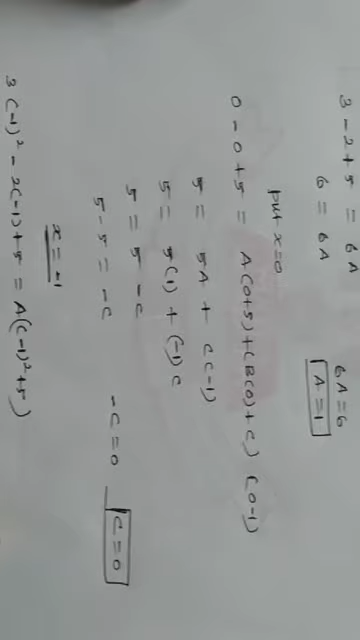 3 - 2 + 5 = 6A
6 = 6A
6A = 6
A = 1
put x = 0
0 - 0 + 5 = A(0+5) + (B(0) + C) (0-1)
5 = 5A + C(-1)
5 = 5(1) + (-1)C
5 = 5 - C
5 - 5 = -C
-C = 0
C = 0
x = -1
3(-1)² - 2(-1) + 5 = A((-1)² + 5)